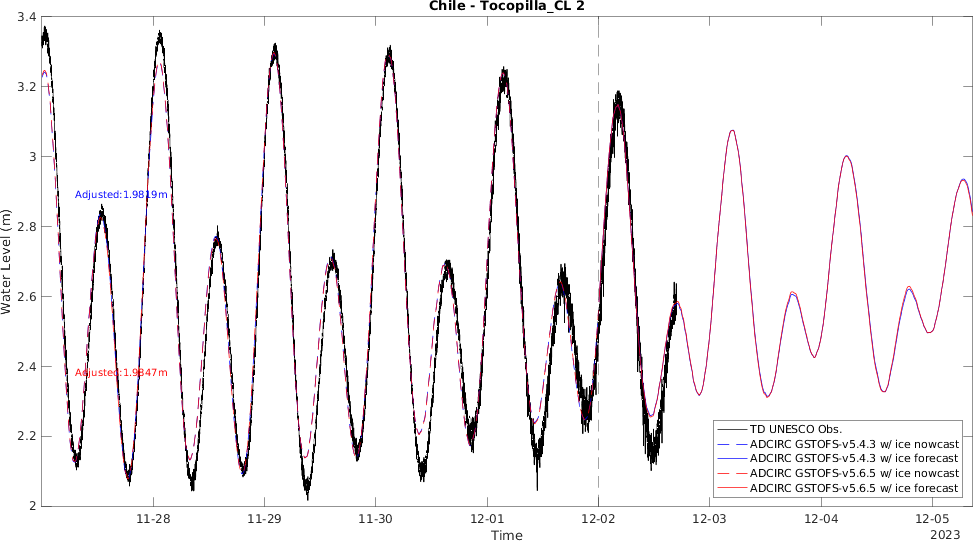 Chile - Tocopilla_CL 2
3.4
3.2
3
2.8
2.6
2.4
2.2
2
Water Level (m)
Adjusted:1.9819m
Adjusted:1.9847m
TD UNESCO Obs.
ADCIRC GSTOFS-v5.4.3 w/ ice nowcast
ADCIRC GSTOFS-v5.4.3 w/ ice forecast
ADCIRC GSTOFS-v5.6.5 w/ ice nowcast
ADCIRC GSTOFS-v5.6.5 w/ ice forecast
11-28 11-29 11-30 12-01 12-02 12-03 12-04 12-05
Time
2023